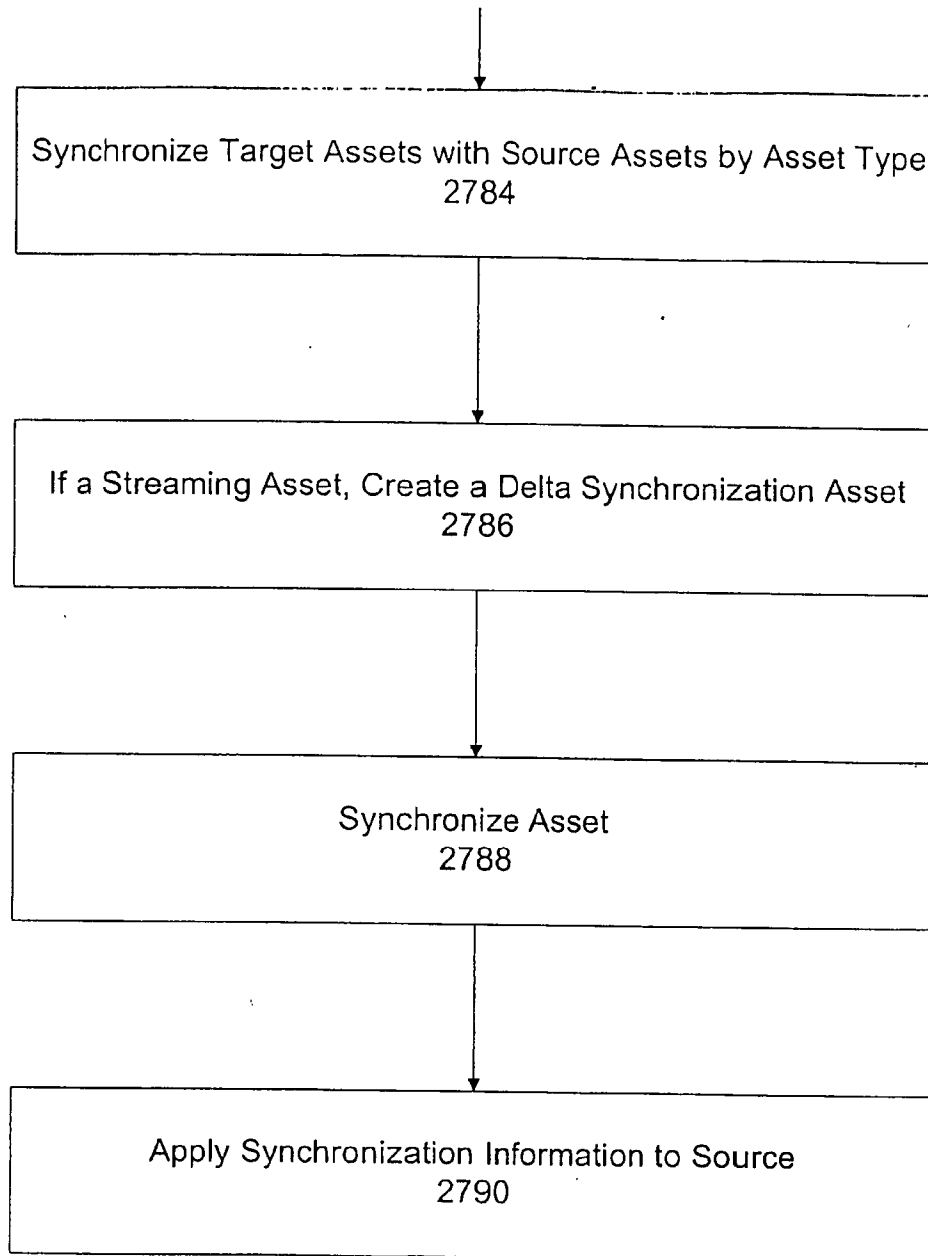 Synchronize Target Assets with Source Assets by Asset Type
2784
If a Streaming Asset, Create a Delta Synchronization Asset
2786
Synchronize Asset
2788
Apply Synchronization Information to Source
2790